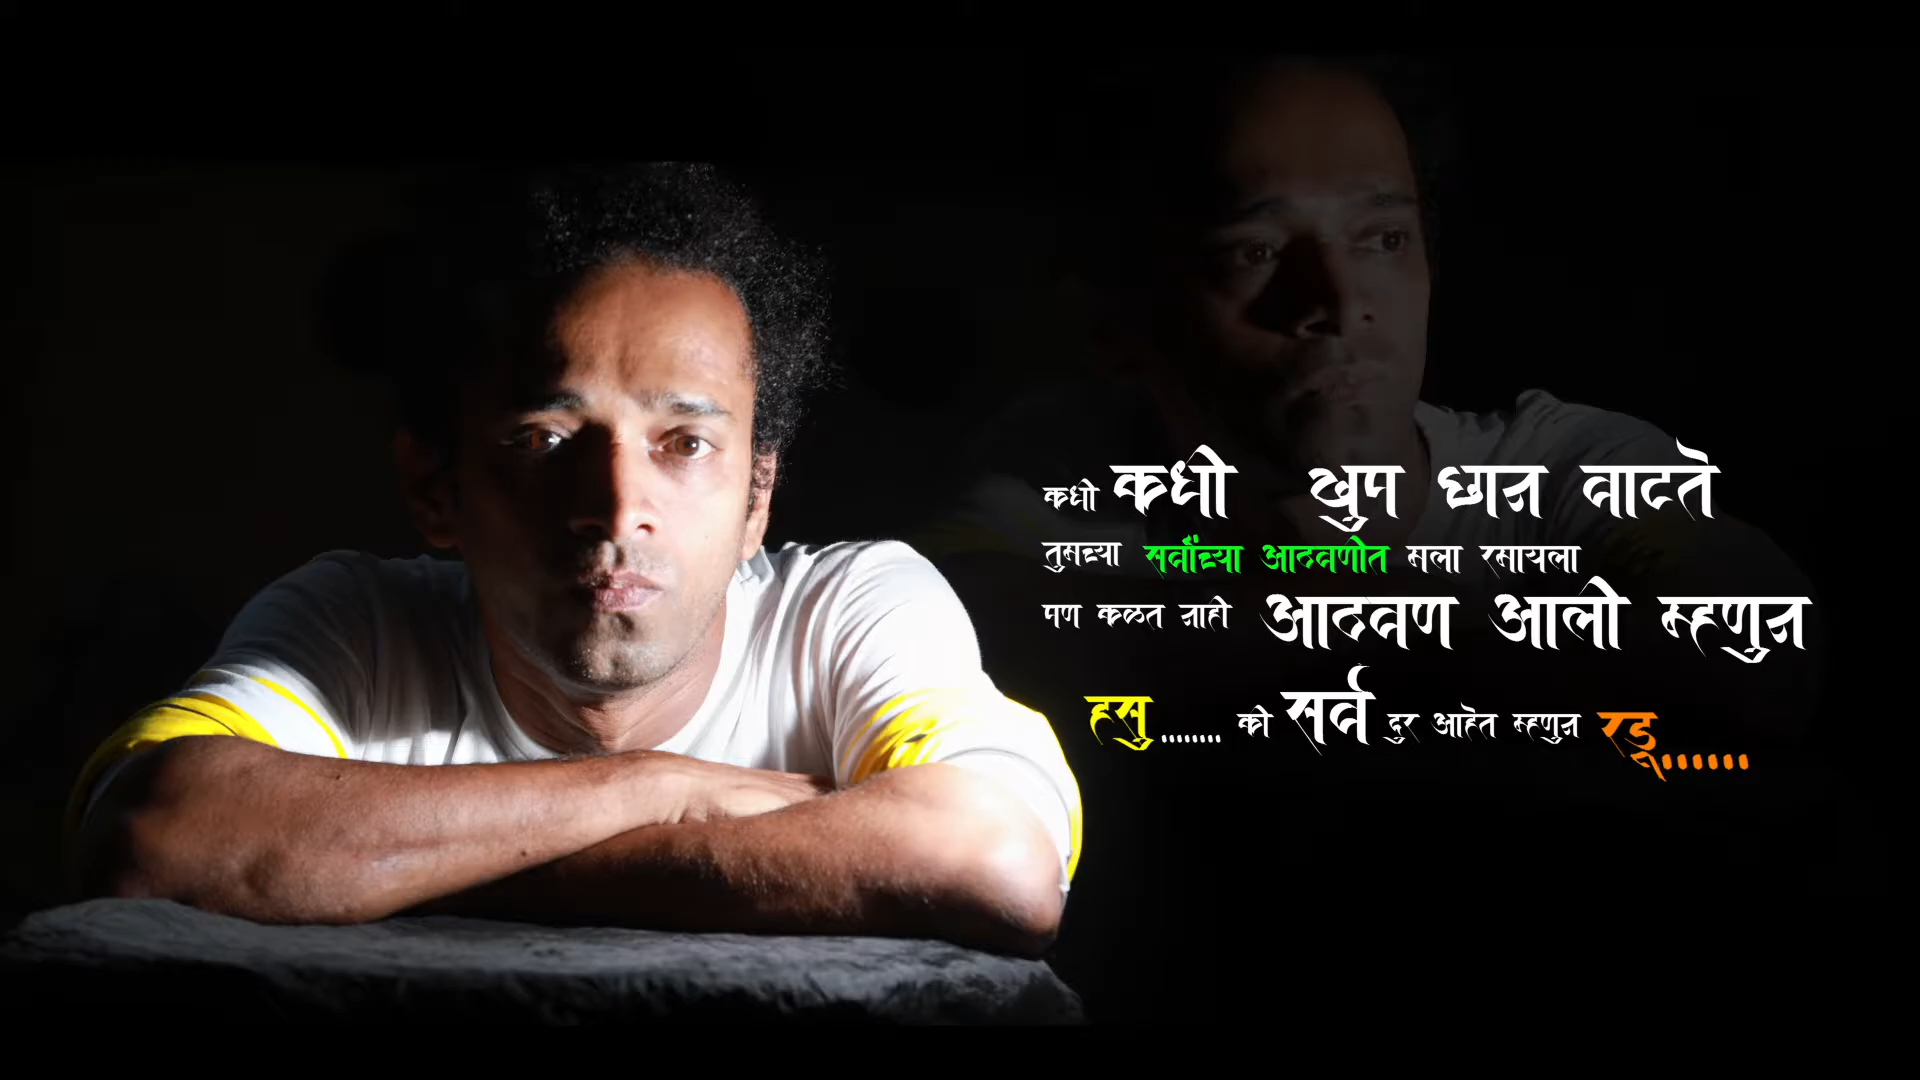 कधी कधी खुप छान वाटते
तुमच्या सर्वांच्या आठवणीत मला रमायला
पण कळत नाही आठवण आली म्हणुन
हसु........ की सर्व दुर आहेत म्हणुन रडू......